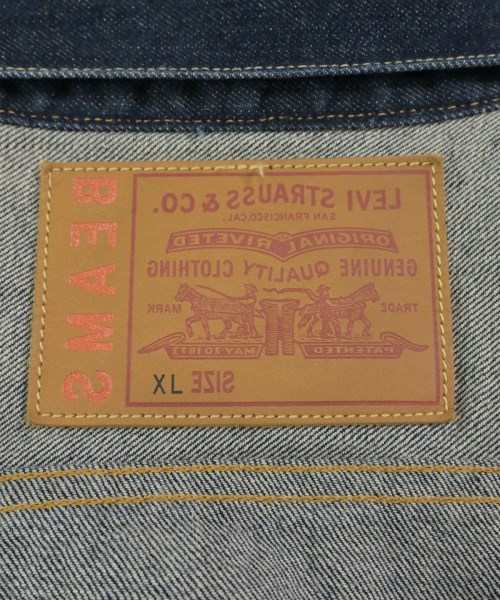 BEAMS
LEVI STRAUSS & CO.
SAN FRANCISCO, CAL.
ORIGINAL RIVETED
GENUINE QUALITY CLOTHING
TRADE MARK
PATENTED MAY 20 1873
SIZE XL